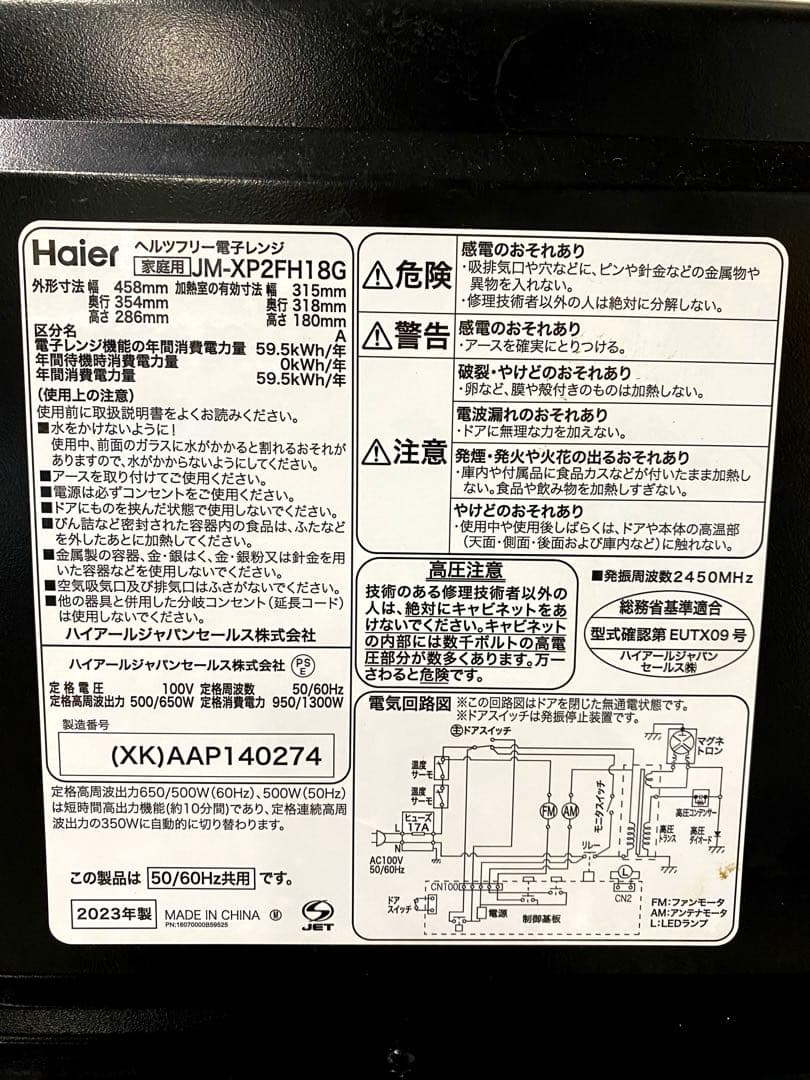 Haier
ヘルツフリー電子レンジ
家庭用 JM-XP2FH18G
外形寸法 幅 458mm 加熱室の有効寸法 幅 315mm
奥行 354mm 奥行 318mm
高さ 286mm 高さ 180mm
区分名 A
電子レンジ機能の年間消費電力量 59.5kWh/年
年間待機時消費電力量 0kWh/年
年間消費電力量 59.5kWh/年
(使用上の注意)
使用前に取扱説明書をよくお読みください。
■水をかけないように!
使用中、前面のガラスに水がかかると割れるおそれが
ありますので、水がかからないようにしてください。
■アースを取り付けてご使用ください。
■電源は必ずコンセントをご使用ください。
■ドアにものを挟んだ状態で使用しないでください。
■びん詰など密封された容器内の食品は、ふたなど
を外したあとに加熱してください。
■金属製の容器、金・銀はく、金・銀粉又は針金を用
いた容器などを使用しないでください。
■空気吸気口及び排気口はふさがないでください。
■他の器具と併用した分岐コンセント(延長コード)
は使用しないでください。
ハイアールジャパンセールス株式会社
ハイアールジャパンセールス株式会社 PS E
定格電圧 100V 定格周波数 50/60Hz
定格高周波出力 500/650W 定格消費電力 950/1300W
製造番号
(XK)AAP140274
定格高周波出力650/500W(60Hz)、500W(50Hz)
は短時間高出力機能(約10分間)であり、定格連続高周
波出力の350Wに自動的に切り替わります。
この製品は 50/60Hz共用 です。
2023年製 MADE IN CHINA Ⓜ JET
PN:16070000B59525
⚠危険
感電のおそれあり
・吸排気口や穴などに、ピンや針金などの金属物や
異物を入れない。
・修理技術者以外の人は絶対に分解しない。
⚠警告
感電のおそれあり
・アースを確実にとりつける。
⚠注意
破裂・やけどのおそれあり
・卵など、膜や殻付きのものは加熱しない。
電波漏れのおそれあり
・ドアに無理な力を加えない。
発煙・発火や火花の出るおそれあり
・庫内や付属品に食品カスなどが付いたまま加熱し
ない。食品や飲み物を加熱しすぎない。
やけどのおそれあり
・使用中や使用後しばらくは、ドアや本体の高温部
(天面・側面・後面および庫内など)に触れない。
高圧注意
技術のある修理技術者以外の
人は、絶対にキャビネットをあ
けないでください。キャビネット
の内部には数千ボルトの高電
圧部分が数多くあります。万一
さわると危険です。
■発振周波数2450MHz
総務省基準適合
型式確認第EUTX09号
ハイアールジャパン
セールス㈱
電気回路図
※この回路図はドアを閉じた無通電状態です。
※ドアスイッチは発振停止装置です。
主ドアスイッチ
マグネ
トロン
温度
サーモ
温度
サーモ
ヒューズ
17A
L
N
AC100V
50/60Hz
FM
AM
モニタスイッチ
リレー
高圧
トランス
高圧コンデンサー
高圧
ダイオード
L
CN2
CN100
ドア
スイッチ
電源
制御基板
FM:ファンモータ
AM:アンテナモータ
L:LEDランプ